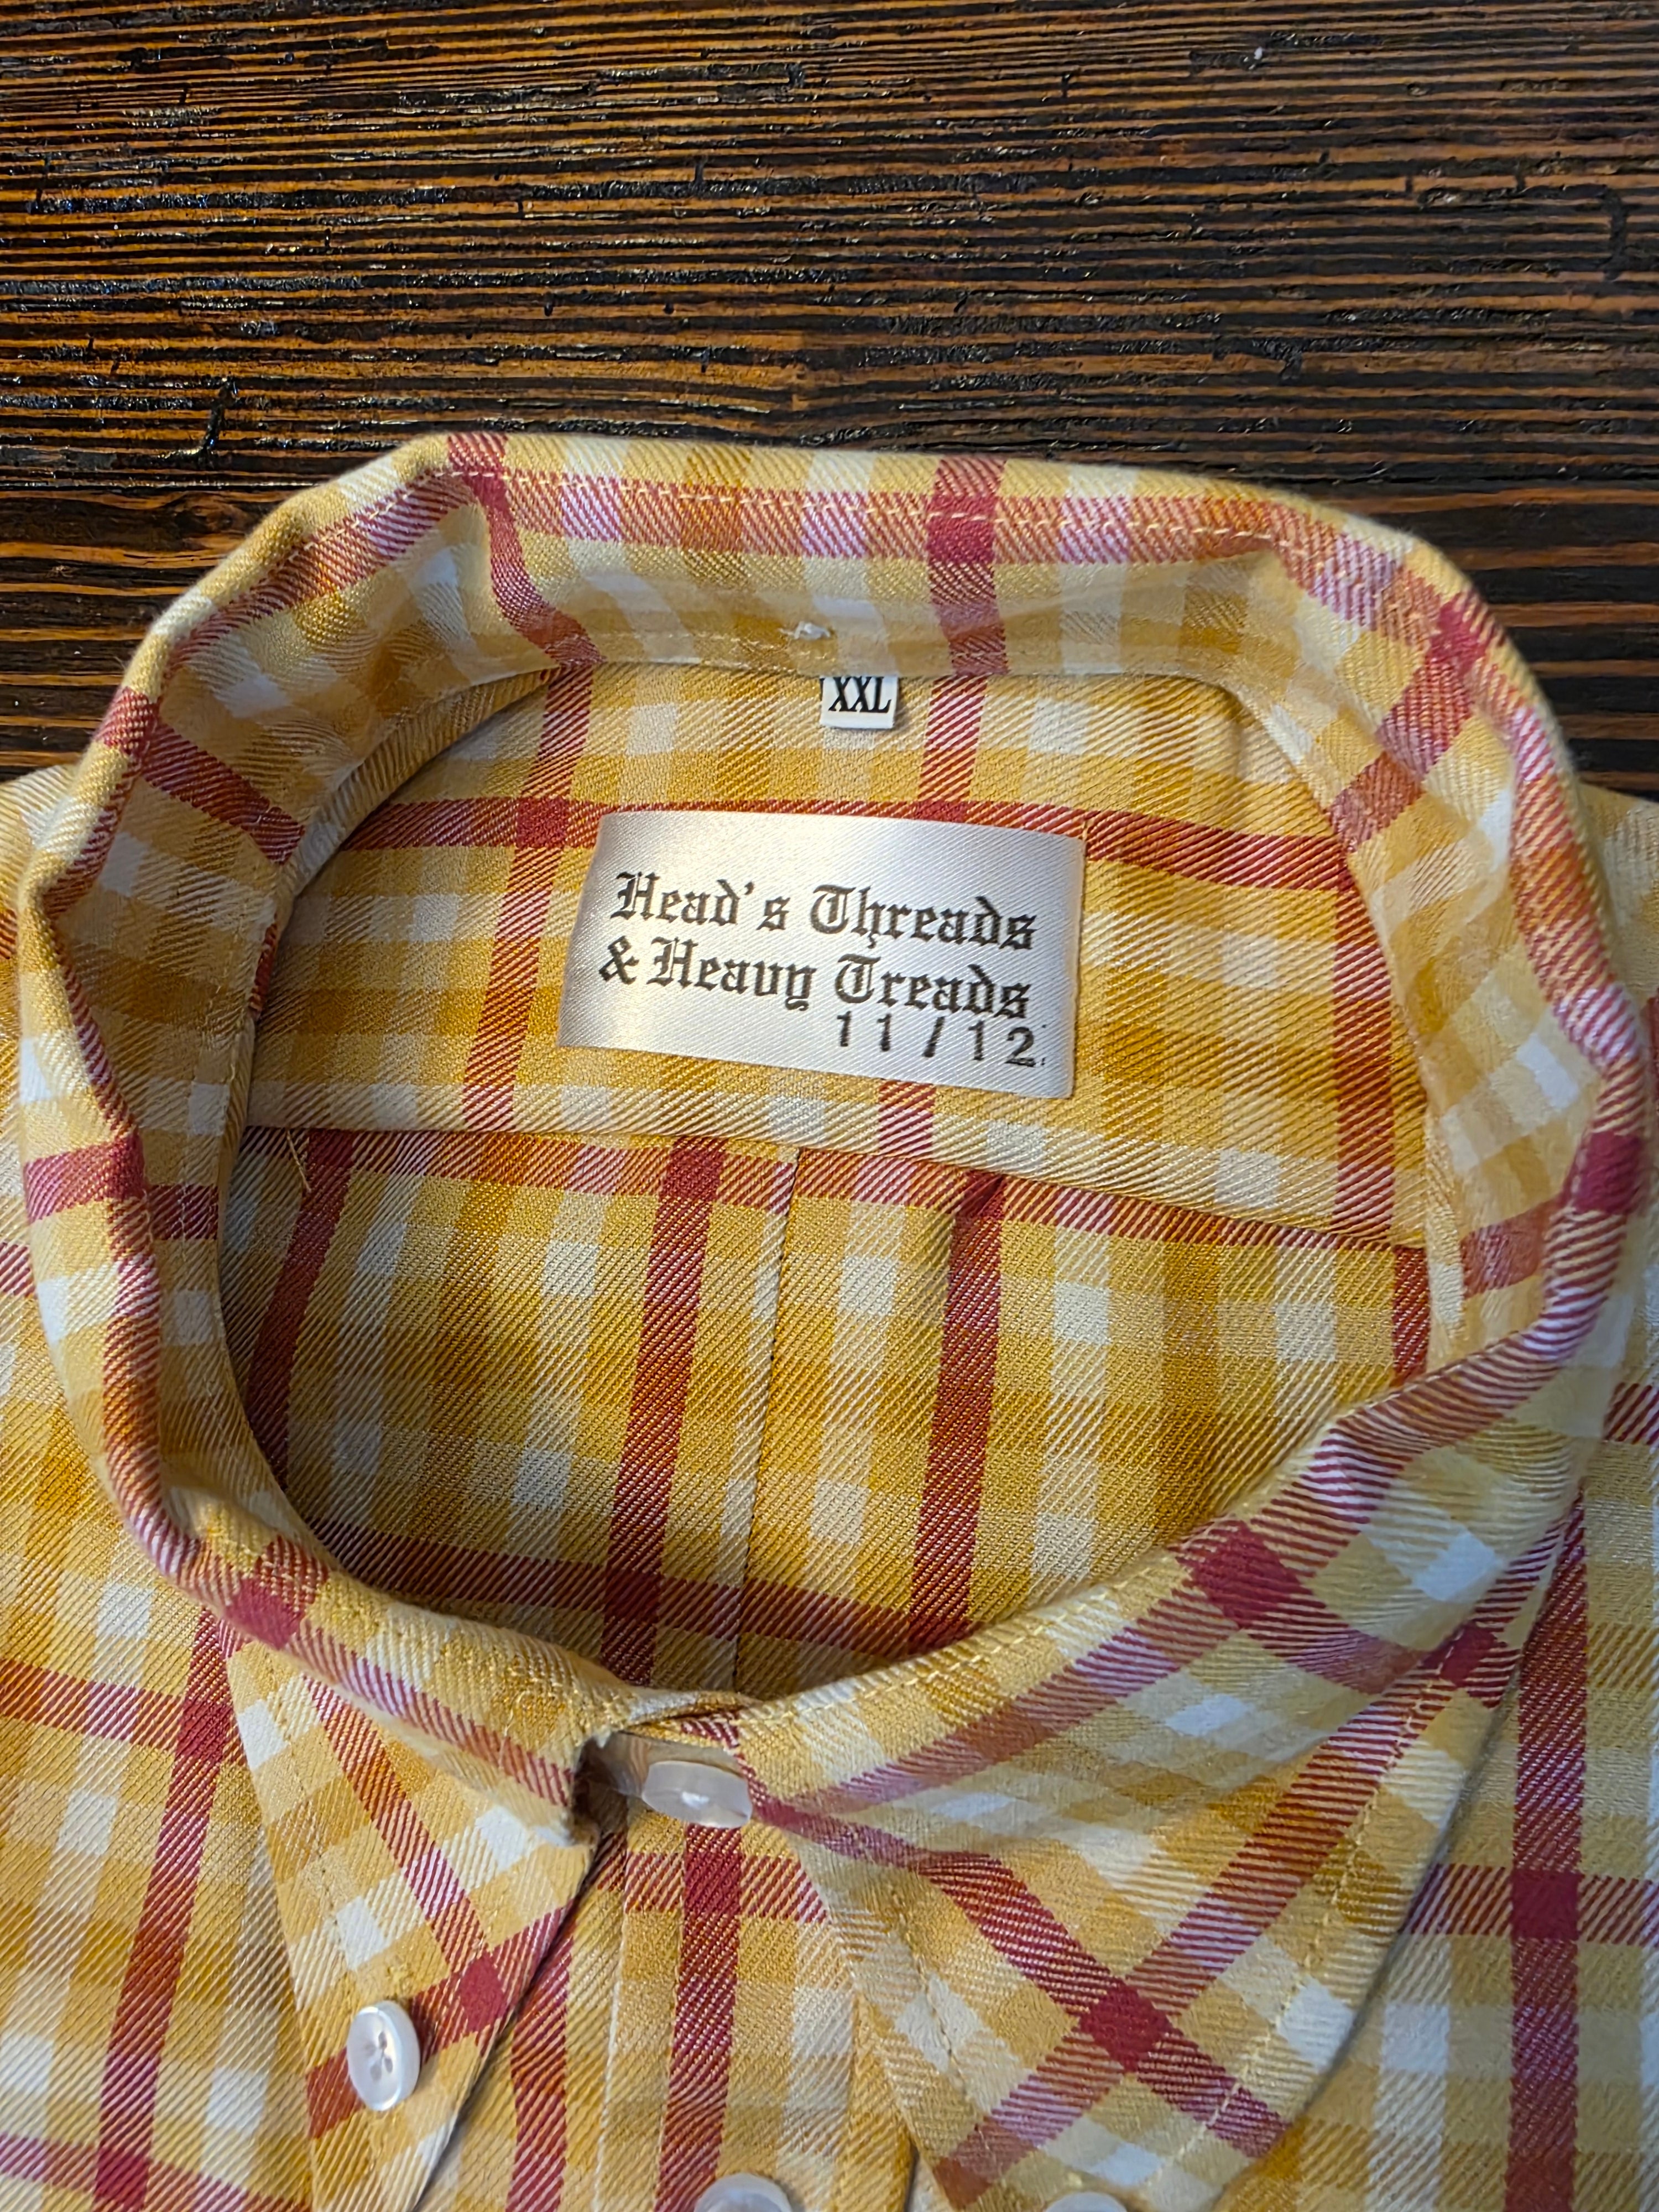 XXL
Head's Threads
& Heavy Treads
11/12